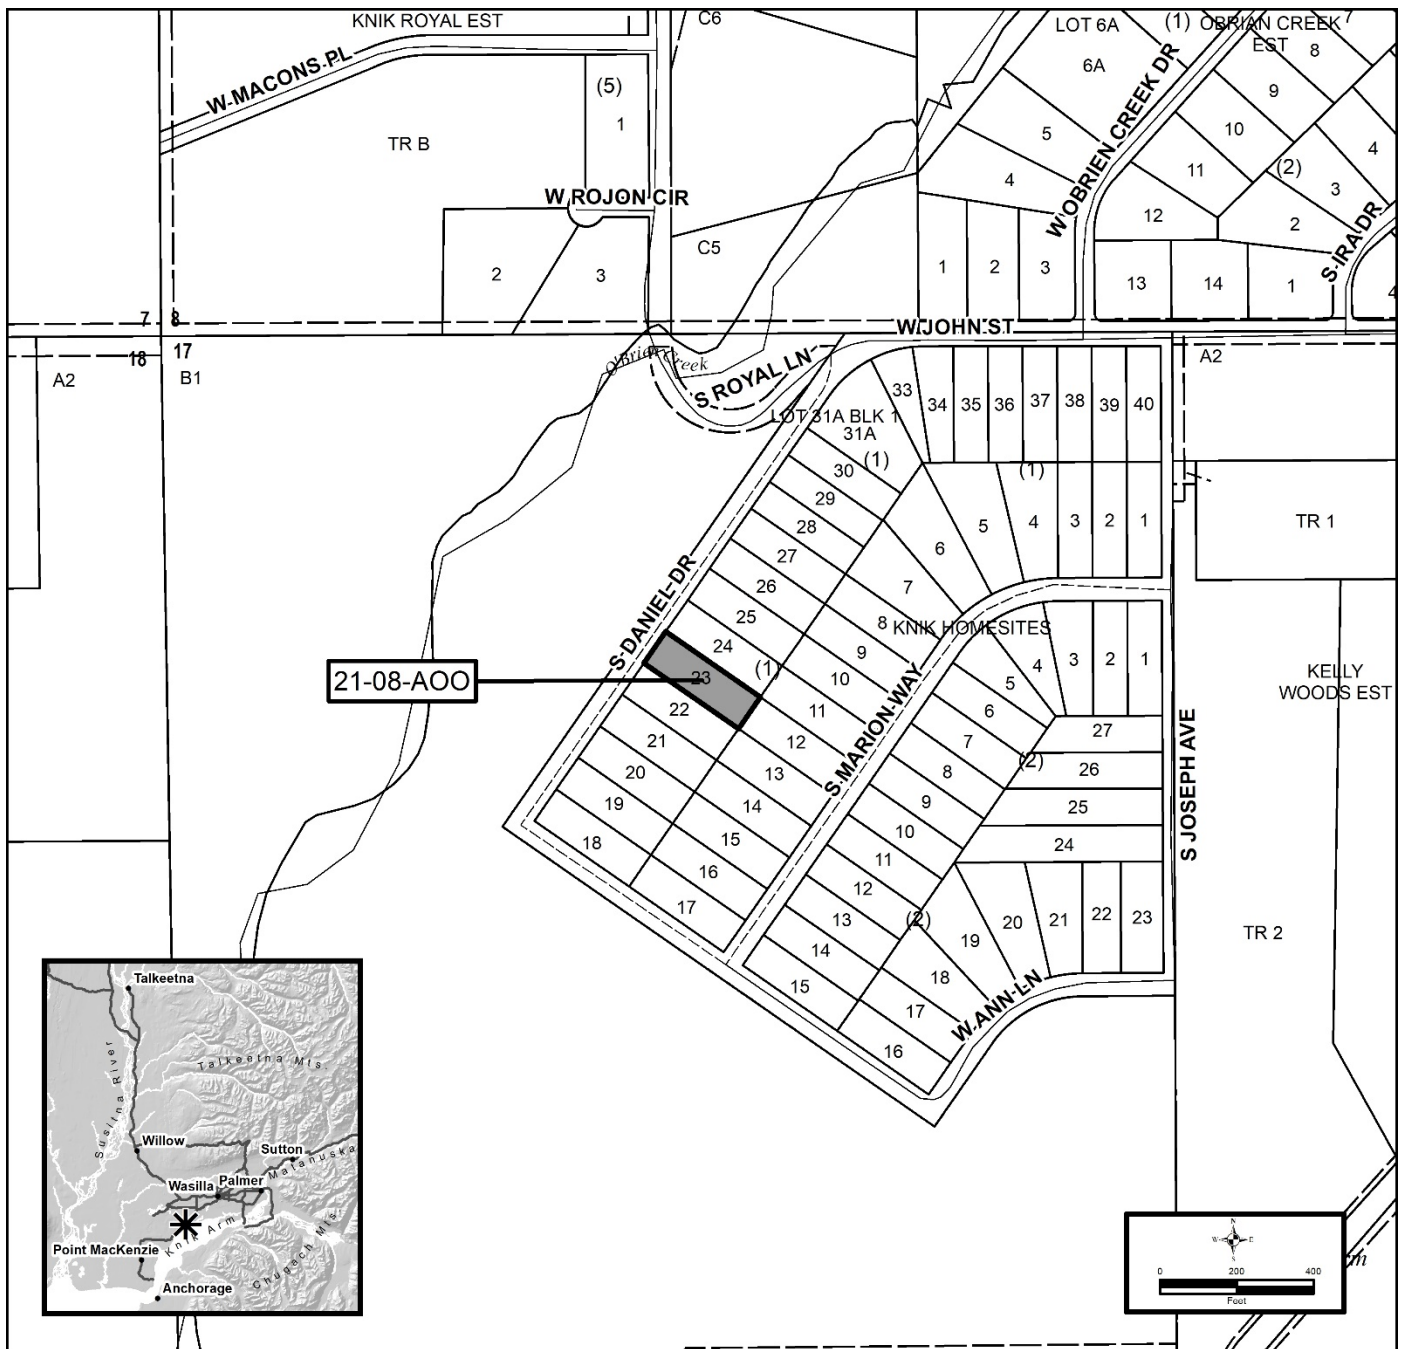 KNIK ROYAL EST
C6
LOT 6A
(1)
OBRIAN CREEK
EST
7
8
6A
W MACONS PL
(5)
1
TR B
9
10
5
11
(2)
4
3
4
W OBRIEN CREEK DR
W ROJON CIR
12
2
S IRA DR
C5
2
3
1
2
3
13
14
1
4
7
8
W JOHN ST
18
17
A2
B1
O'Brian Creek
S ROYAL LN
A2
LOT 31A BLK 1
31A
33
34
35
36
37
38
39
40
(1)
(1)
30
29
28
27
26
25
24
23
22
21
20
19
18
S DANIEL DR
21-08-AOO
(1)
6
5
4
3
2
1
7
8
9
10
11
12
13
14
15
16
17
TR 1
KNIK HOMESITES
S MARION WAY
4
3
2
1
5
6
7
8
9
10
11
12
13
14
15
(2)
27
26
25
24
(2)
19
20
21
22
23
18
17
16
W ANN LN
S JOSEPH AVE
KELLY
WOODS EST
TR 2
Talkeetna
Susitna River
Talkeetna Mts.
Willow
Sutton
Matanuska
Wasilla
Palmer
Knik Arm
Point MacKenzie
Chugach Mts.
Anchorage
N
W
E
S
0
200
400
Feet
m